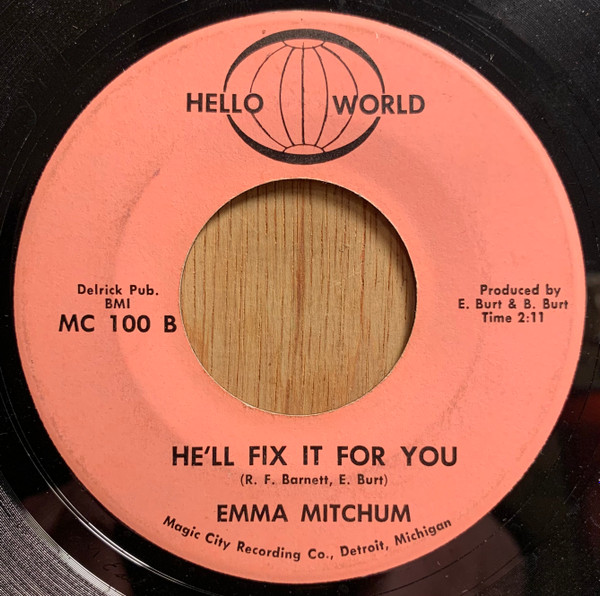 HELLO WORLD
Delrick Pub.
BMI
MC 100 B
Produced by
E. Burt & B. Burt
Time 2:11
HE'LL FIX IT FOR YOU
(R. F. Barnett, E. Burt)
EMMA MITCHUM
Magic City Recording Co., Detroit, Michigan